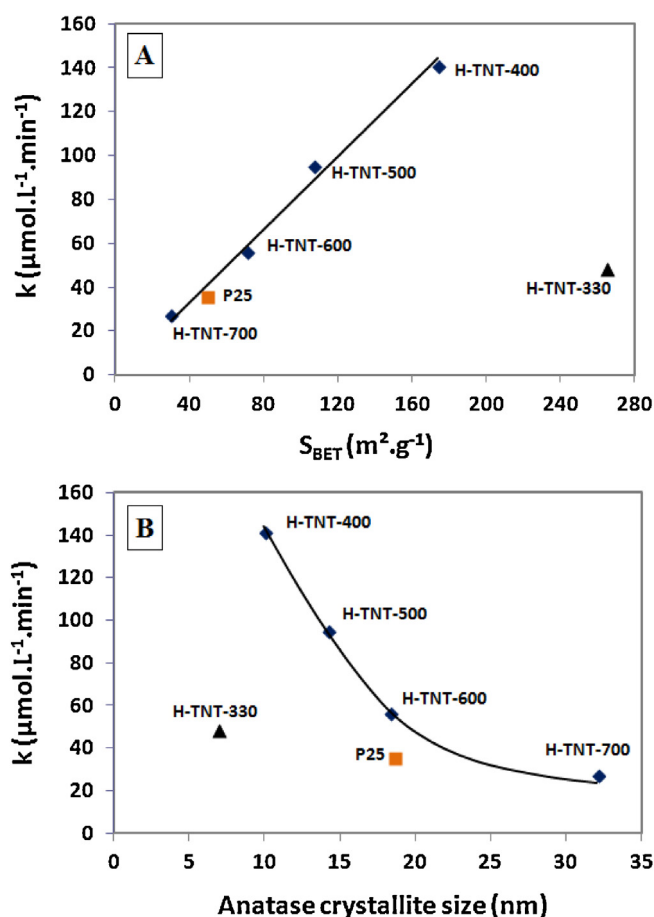 A
k (µmol.L⁻¹.min⁻¹)
160
140
120
100
80
60
40
20
0
H-TNT-400
H-TNT-500
H-TNT-600
P25
H-TNT-700
H-TNT-330
0 40 80 120 160 200 240 280
S_BET (m².g⁻¹)
B
k (µmol.L⁻¹.min⁻¹)
160
140
120
100
80
60
40
20
0
H-TNT-400
H-TNT-500
H-TNT-600
H-TNT-330
P25
H-TNT-700
0 5 10 15 20 25 30 35
Anatase crystallite size (nm)